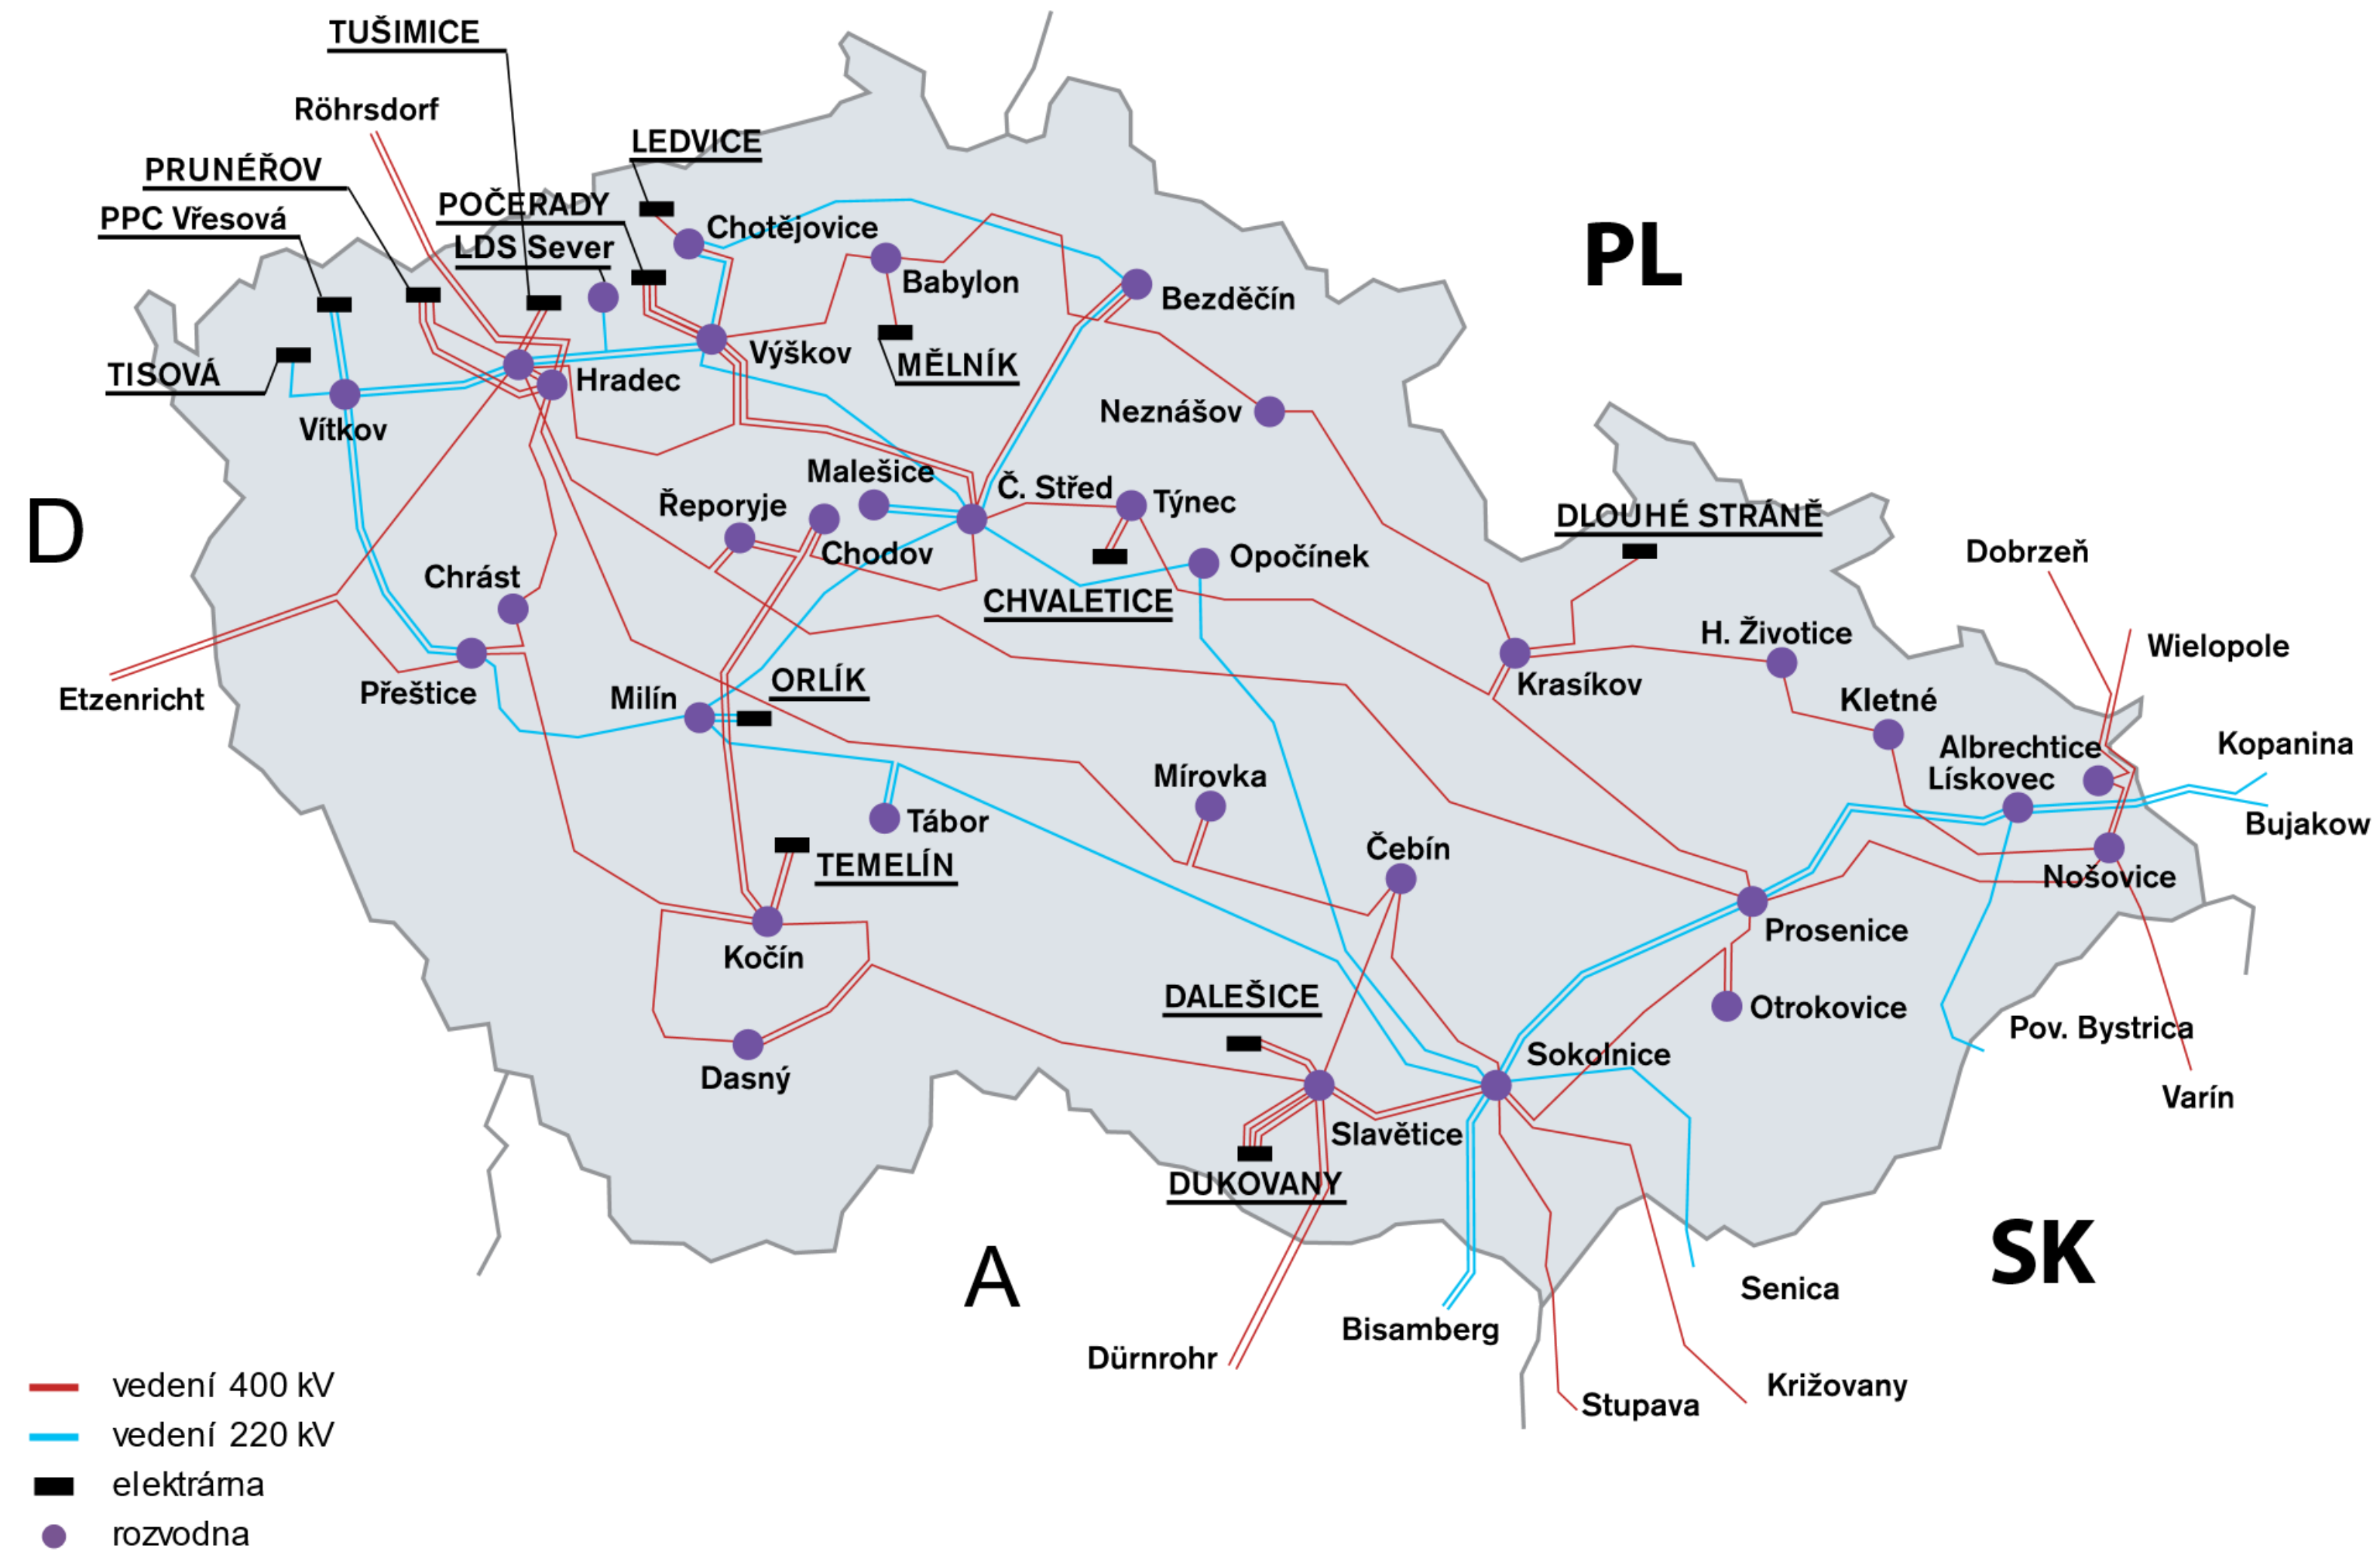 TUŠIMICE
Röhrsdorf
LEDVICE
PRUNÉŘOV
POČERADY
PPC Vřesová
Chotějovice
LDS Sever
PL
Babylon
Bezděčín
Výškov
MĚLNÍK
TISOVÁ
Hradec
Neznášov
Vítkov
Malešice
Č. Střed
Řeporyje
Týnec
DLOUHÉ STRÁNĚ
D
Chodov
Opočínek
Dobrzeň
Chrást
CHVALETICE
H. Životice
Wielopole
Etzenricht
Přeštice
Milín
ORLÍK
Krasíkov
Kletné
Albrechtice
Kopanina
Mírovka
Lískovec
Tábor
Bujakow
TEMELÍN
Čebín
Nošovice
Prosenice
Kočín
DALEŠICE
Otrokovice
Pov. Bystrica
Dasný
Sokolnice
Varín
Slavětice
DUKOVANY
A
SK
Senica
Bisamberg
Dürnrohr
Križovany
Stupava
vedení 400 kV
vedení 220 kV
elektrárna
rozvodna